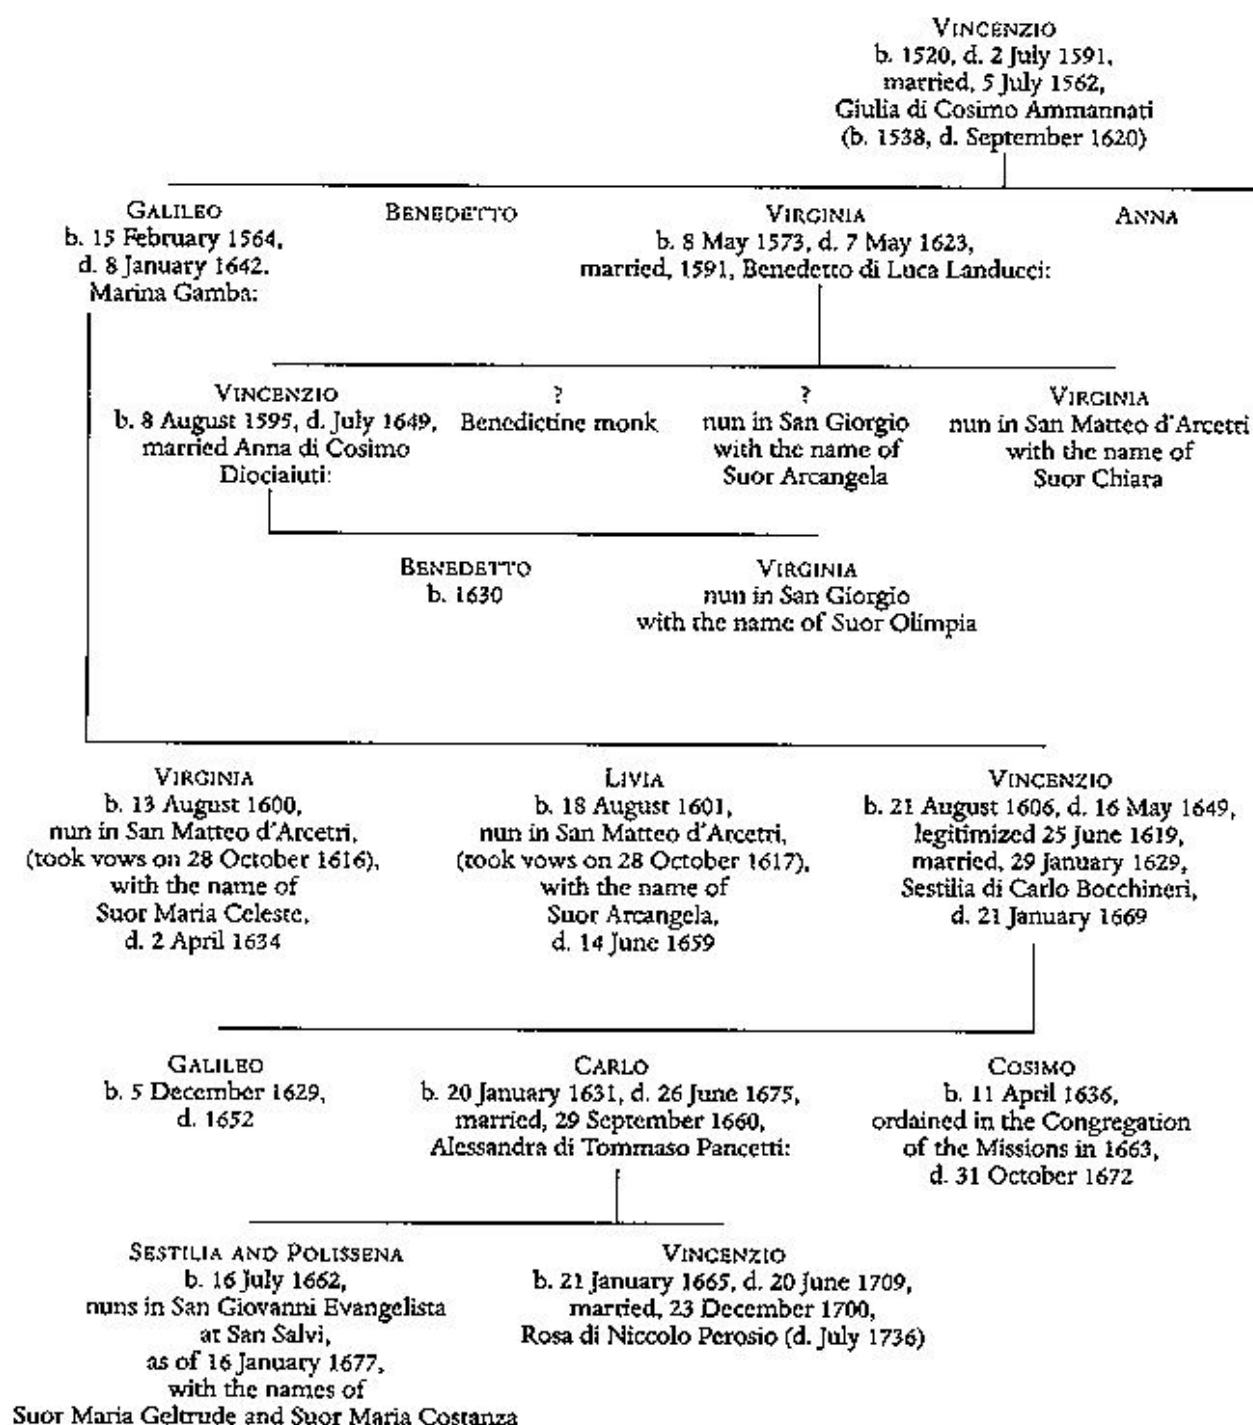 VINCENZIO
b. 1520, d. 2 July 1591,
married, 5 July 1562,
Giulia di Cosimo Ammannati
(b. 1538, d. September 1620)
GALILEO
b. 15 February 1564,
d. 8 January 1642.
Marina Gamba:
BENEDETTO
VIRGINIA
b. 8 May 1573, d. 7 May 1623,
married, 1591, Benedetto di Luca Landucci:
ANNA
VINCENZIO
b. 8 August 1595, d. July 1649,
married Anna di Cosimo
Diociaiuti:
?
Benedictine monk
?
nun in San Giorgio
with the name of
Suor Arcangela
VIRGINIA
nun in San Matteo d'Arcetri
with the name of
Suor Chiara
BENEDETTO
b. 1630
VIRGINIA
nun in San Giorgio
with the name of Suor Olimpia
VIRGINIA
b. 13 August 1600,
nun in San Matteo d'Arcetri,
(took vows on 28 October 1616),
with the name of
Suor Maria Celeste,
d. 2 April 1634
LIVIA
b. 18 August 1601,
nun in San Matteo d'Arcetri,
(took vows on 28 October 1617),
with the name of
Suor Arcangela,
d. 14 June 1659
VINCENZIO
b. 21 August 1606, d. 16 May 1649,
legitimized 25 June 1619,
married, 29 January 1629,
Sestilia di Carlo Bocchineri,
d. 21 January 1669
GALILEO
b. 5 December 1629,
d. 1652
CARLO
b. 20 January 1631, d. 26 June 1675,
married, 29 September 1660,
Alessandra di Tommaso Pancetti:
COSIMO
b. 11 April 1636,
ordained in the Congregation
of the Missions in 1663,
d. 31 October 1672
SESTILIA AND POLISSENA
b. 16 July 1662,
nuns in San Giovanni Evangelista
at San Salvi,
as of 16 January 1677,
with the names of
Suor Maria Geltrude and Suor Maria Costanza
VINCENZIO
b. 21 January 1665, d. 20 June 1709,
married, 23 December 1700,
Rosa di Niccolo Perosio (d. July 1736)